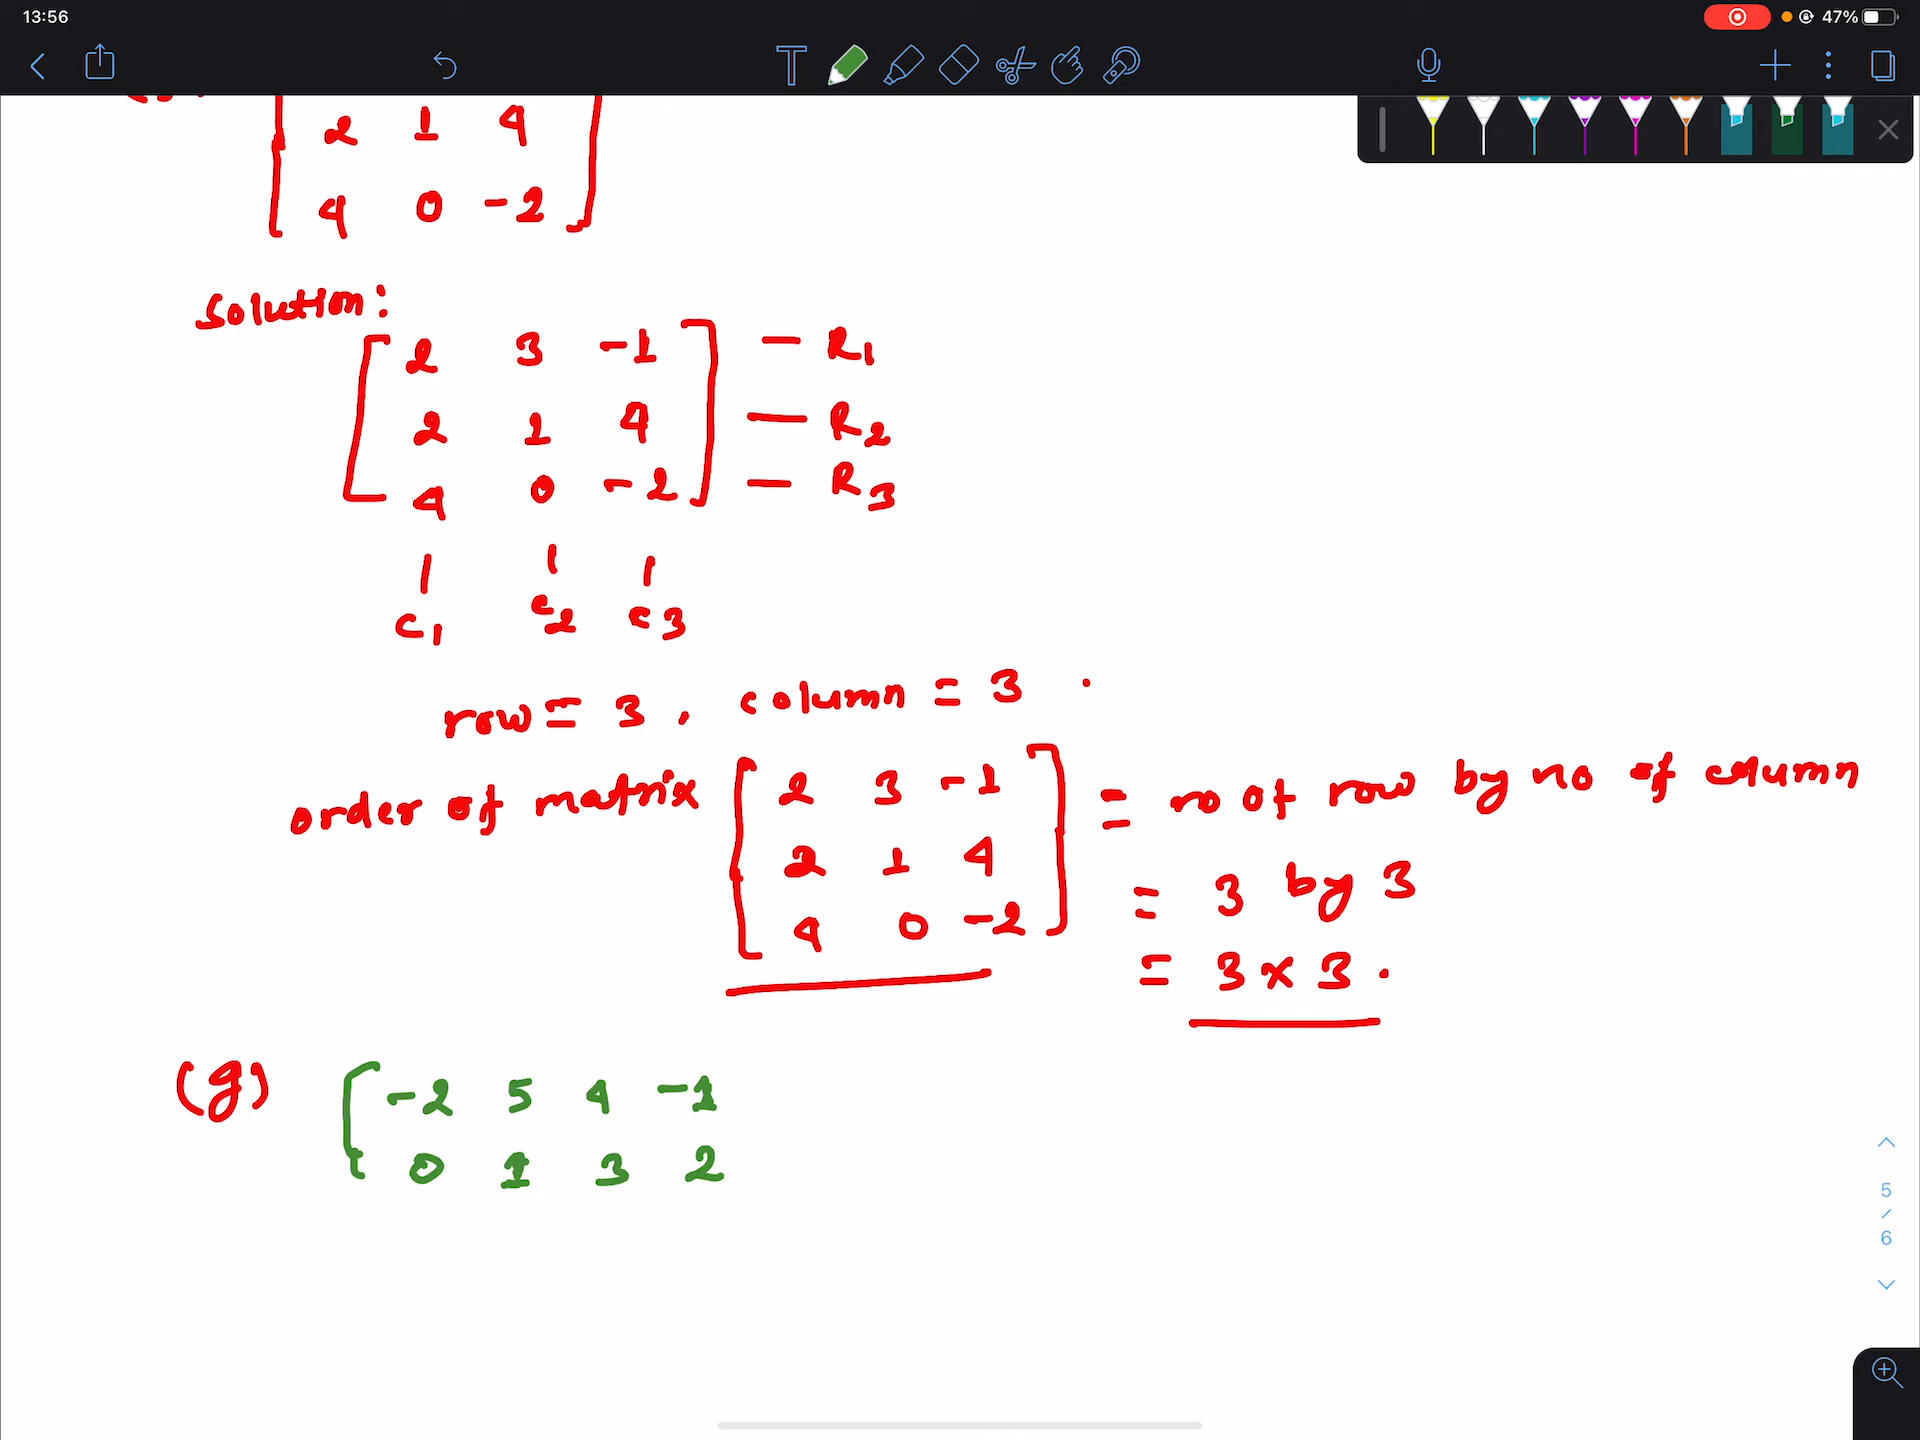 13:56
47%
T
2 1 4
4 0 -2
Solution:
2 3 -1 — R1
2 1 4 — R2
4 0 -2 — R3
C1 C2 C3
row = 3, column = 3.
order of matrix [2 3 -1] = no of row by no of column
2 1 4 = 3 by 3
4 0 -2 = 3 x 3.
(g) [-2 5 4 -1
0 1 3 2
5
/
6